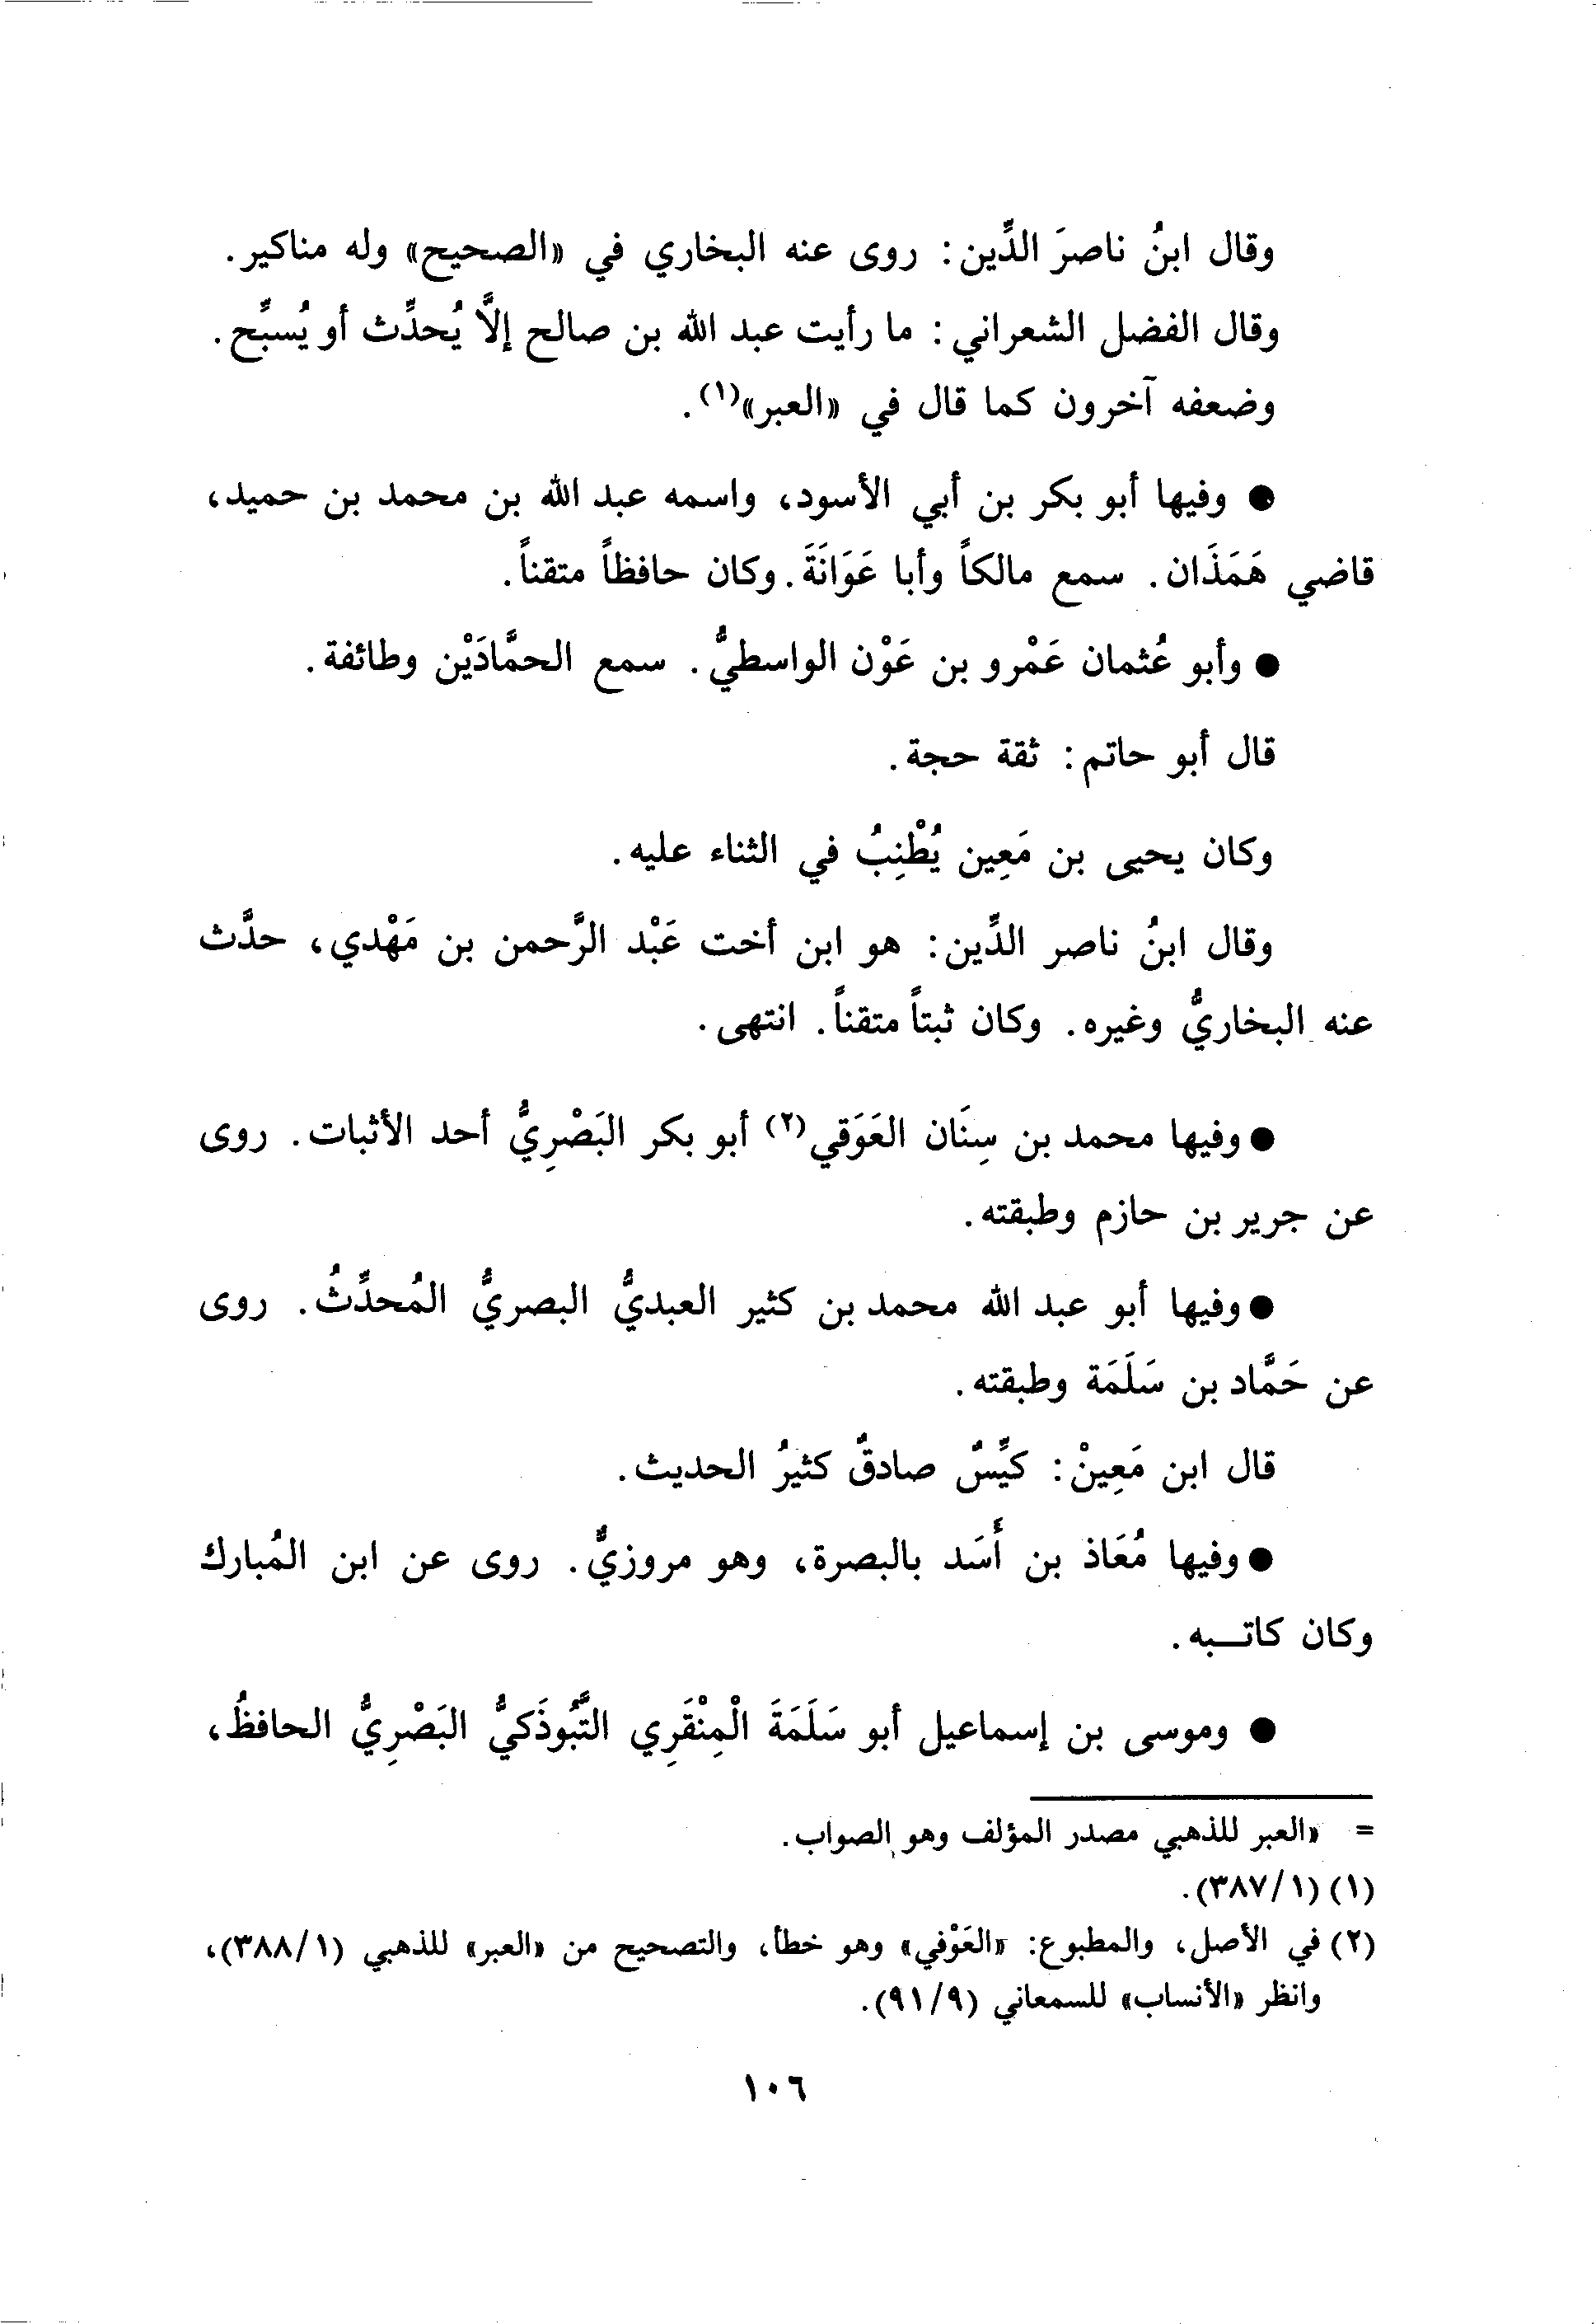 وقال ابنُ ناصرَ الدِّين: روى عنه البخاري في «الصحيح» وله مناكير.
وقال الفضل الشعراني: ما رأيت عبد الله بن صالح إلاَّ يُحدِّث أو يُسبِّح.
وضعفه آخرون كما قال في «العبر»(١).
● وفيها أبو بكر بن أبي الأسود، واسمه عبد الله بن محمد بن حميد،
قاضي هَمَذَان. سمع مالكاً وأبا عَوَانَةَ. وكان حافظاً متقناً.
● وأبو عُثمان عَمْرو بن عَوْن الواسطيُّ. سمع الحمَّادَيْن وطائفة.
قال أبو حاتم: ثقة حجة.
وكان يحيى بن مَعِين يُطْنِبُ في الثناء عليه.
وقال ابنُ ناصر الدِّين: هو ابن أخت عَبْد الرَّحمن بن مَهْدي، حدَّث
عنه البخاريُّ وغيره. وكان ثبتاً متقناً. انتهى.
● وفيها محمد بن سِنَان العَوَقي(٢) أبو بكر البَصْرِيُّ أحد الأثبات. روى
عن جرير بن حازم وطبقته.
● وفيها أبو عبد الله محمد بن كثير العبديُّ البصريُّ المُحدِّثُ. روى
عن حَمَّاد بن سَلَمَة وطبقته.
قال ابن مَعِينْ: كيِّسٌ صادقٌ كثيرُ الحديث.
● وفيها مُعَاذ بن أَسَد بالبصرة، وهو مروزيٌّ. روى عن ابن المُبارك
وكان كاتـبه.
● وموسى بن إسماعيل أبو سَلَمَةَ الْمِنْقَرِي التَّبُوذَكيُّ البَصْرِيُّ الحافظُ،
= «العبر للذهبي مصدر المؤلف وهو الصواب.
(١) (٣٨٧/١).
(٢) في الأصل، والمطبوع: «العَوْفي» وهو خطأ، والتصحيح من «العبر» للذهبي (٣٨٨/١)،
وانظر «الأنساب» للسمعاني (٩١/٩).
١٠٦